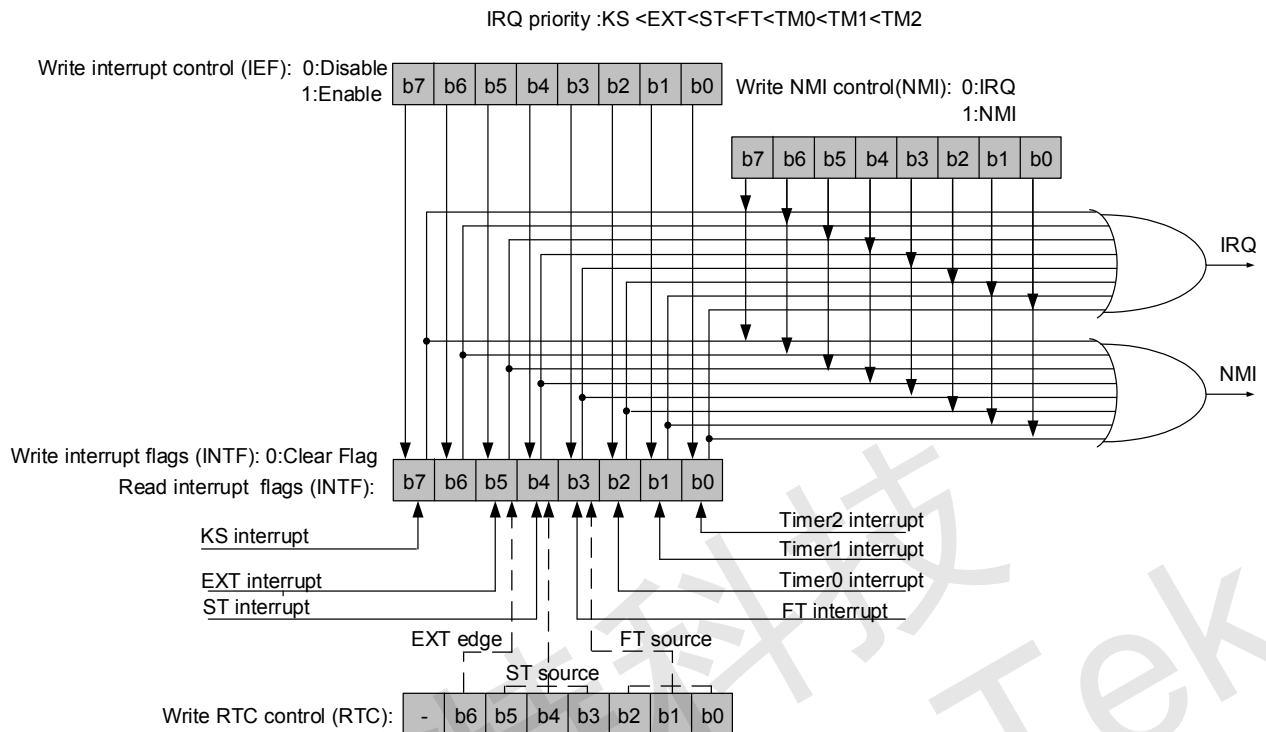 IRQ priority :KS <EXT<ST<FT<TM0<TM1<TM2
Write interrupt control (IEF): 0:Disable
1:Enable
b7 b6 b5 b4 b3 b2 b1 b0
Write NMI control(NMI): 0:IRQ
1:NMI
b7 b6 b5 b4 b3 b2 b1 b0
IRQ
NMI
Write interrupt flags (INTF): 0:Clear Flag
Read interrupt flags (INTF):
b7 b6 b5 b4 b3 b2 b1 b0
KS interrupt
EXT interrupt
ST interrupt
Timer2 interrupt
Timer1 interrupt
Timer0 interrupt
FT interrupt
EXT edge
FT source
ST source
Write RTC control (RTC):
- b6 b5 b4 b3 b2 b1 b0
科技
Tek